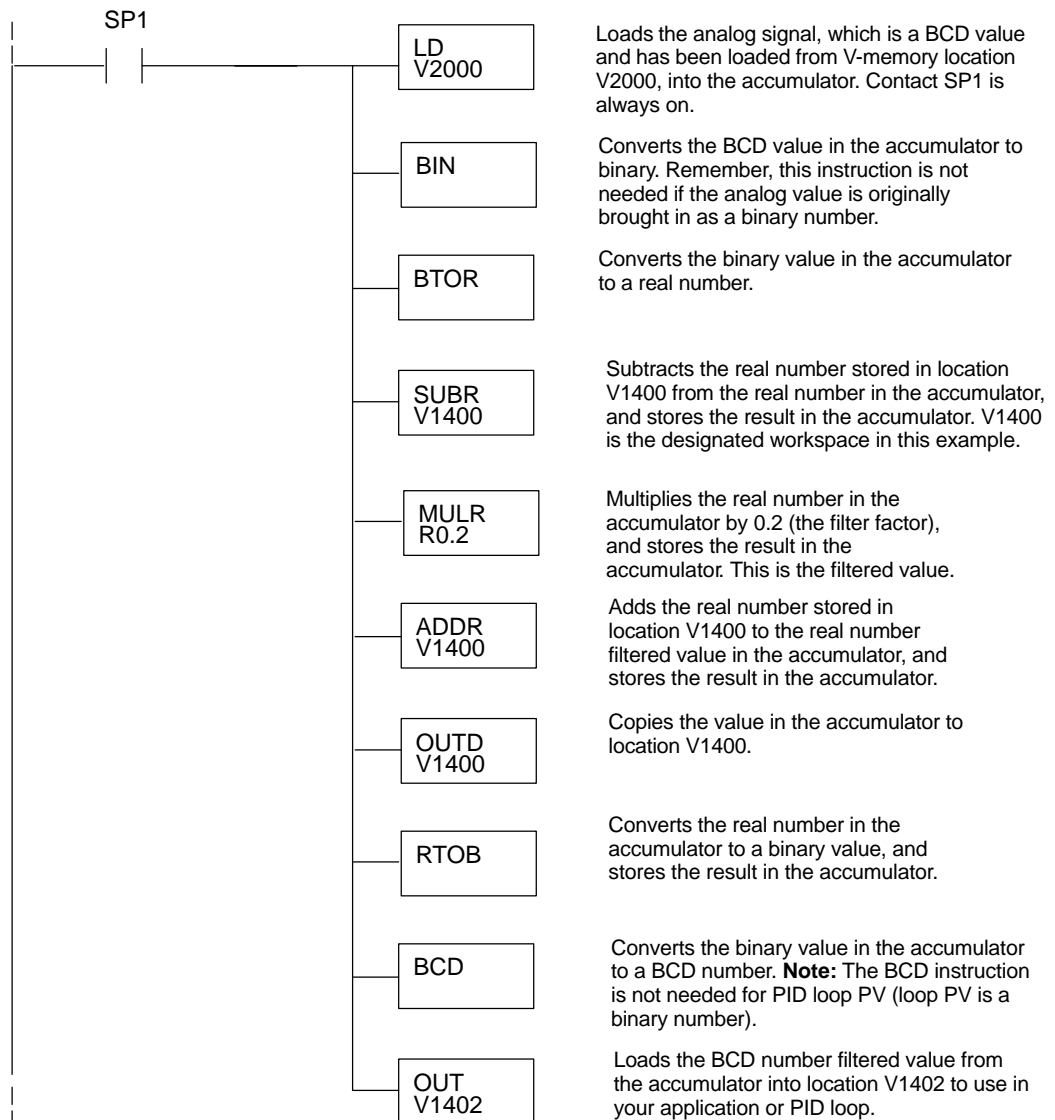 SP1
LD
V2000
Loads the analog signal, which is a BCD value
and has been loaded from V-memory location
V2000, into the accumulator. Contact SP1 is
always on.
BIN
Converts the BCD value in the accumulator to
binary. Remember, this instruction is not
needed if the analog value is originally
brought in as a binary number.
BTOR
Converts the binary value in the accumulator
to a real number.
SUBR
V1400
Subtracts the real number stored in location
V1400 from the real number in the accumulator,
and stores the result in the accumulator. V1400
is the designated workspace in this example.
MULR
R0.2
Multiplies the real number in the
accumulator by 0.2 (the filter factor),
and stores the result in the
accumulator. This is the filtered value.
ADDR
V1400
Adds the real number stored in
location V1400 to the real number
filtered value in the accumulator, and
stores the result in the accumulator.
OUTD
V1400
Copies the value in the accumulator to
location V1400.
RTOB
Converts the real number in the
accumulator to a binary value, and
stores the result in the accumulator.
BCD
Converts the binary value in the accumulator
to a BCD number. Note: The BCD instruction
is not needed for PID loop PV (loop PV is a
binary number).
OUT
V1402
Loads the BCD number filtered value from
the accumulator into location V1402 to use in
your application or PID loop.